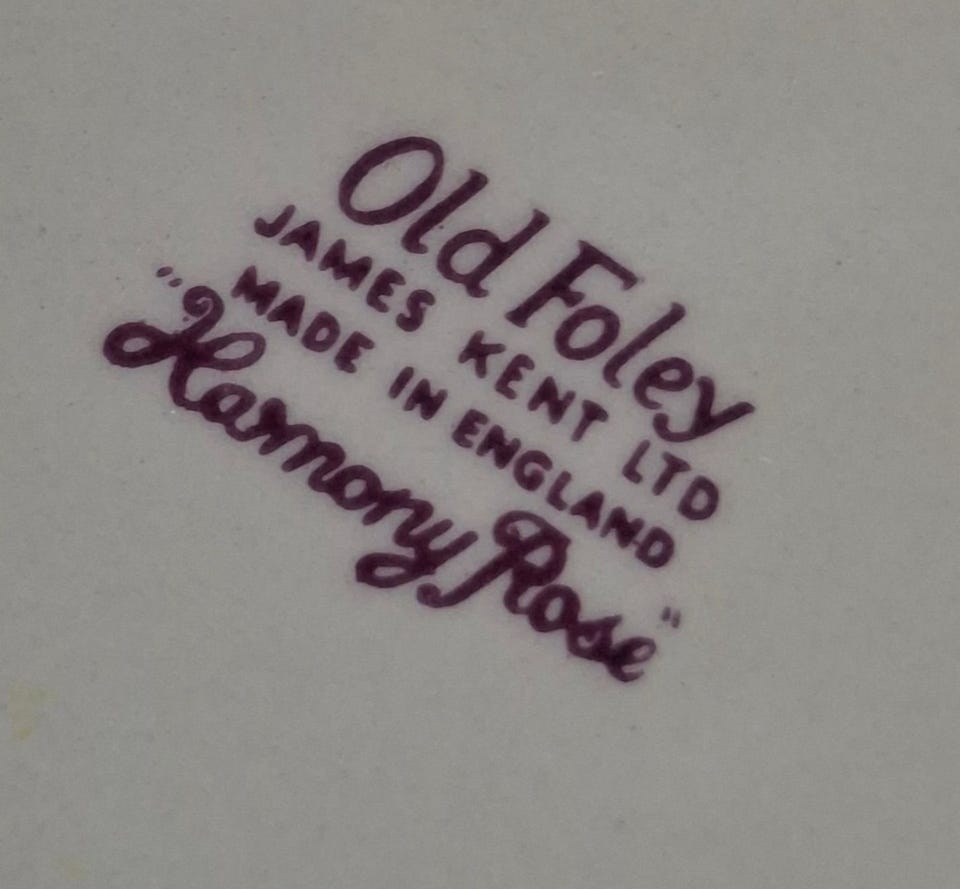 Old Foley
JAMES KENT LTD
MADE IN ENGLAND
"Harmony Rose"